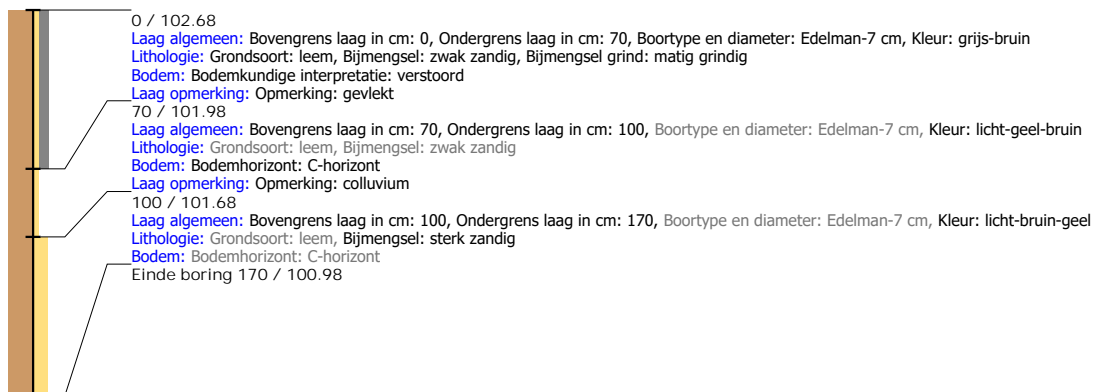 0 / 102.68
Laag algemeen: Bovengrens laag in cm: 0, Ondergrens laag in cm: 70, Boortype en diameter: Edelman-7 cm, Kleur: grijs-bruin
Lithologie: Grondsoort: leem, Bijmengsel: zwak zandig, Bijmengsel grind: matig grindig
Bodem: Bodemkundige interpretatie: verstoord
Laag opmerking: Opmerking: gevlekt
70 / 101.98
Laag algemeen: Bovengrens laag in cm: 70, Ondergrens laag in cm: 100, Boortype en diameter: Edelman-7 cm, Kleur: licht-geel-bruin
Lithologie: Grondsoort: leem, Bijmengsel: zwak zandig
Bodem: Bodemhorizont: C-horizont
Laag opmerking: Opmerking: colluvium
100 / 101.68
Laag algemeen: Bovengrens laag in cm: 100, Ondergrens laag in cm: 170, Boortype en diameter: Edelman-7 cm, Kleur: licht-bruin-geel
Lithologie: Grondsoort: leem, Bijmengsel: sterk zandig
Bodem: Bodemhorizont: C-horizont
Einde boring 170 / 100.98